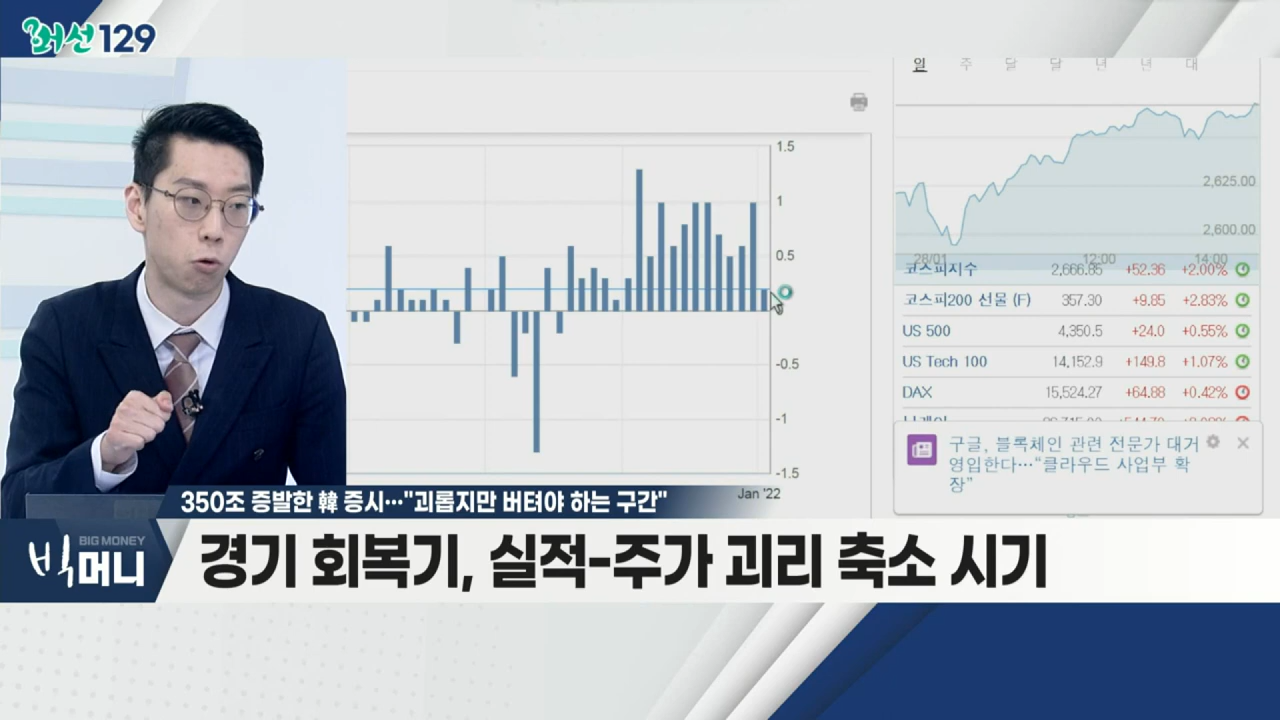 머선129
일 주 달 달 년 년 대
1.5
1
0.5
0
-0.5
-1
-1.5
Jan '22
2,625.00
2,600.00
28/01 12:00 14:00
코스피지수 2,666.85 +52.36 +2.00%
코스피200 선물 (F) 357.30 +9.85 +2.83%
US 500 4,350.5 +24.0 +0.55%
US Tech 100 14,152.9 +149.8 +1.07%
DAX 15,524.27 +64.88 +0.42%
구글, 블록체인 관련 전문가 대거
영입한다…"클라우드 사업부 확
장"
350조 증발한 韓 증시…"괴롭지만 버텨야 하는 구간"
BIG MONEY
빅머니
경기 회복기, 실적-주가 괴리 축소 시기